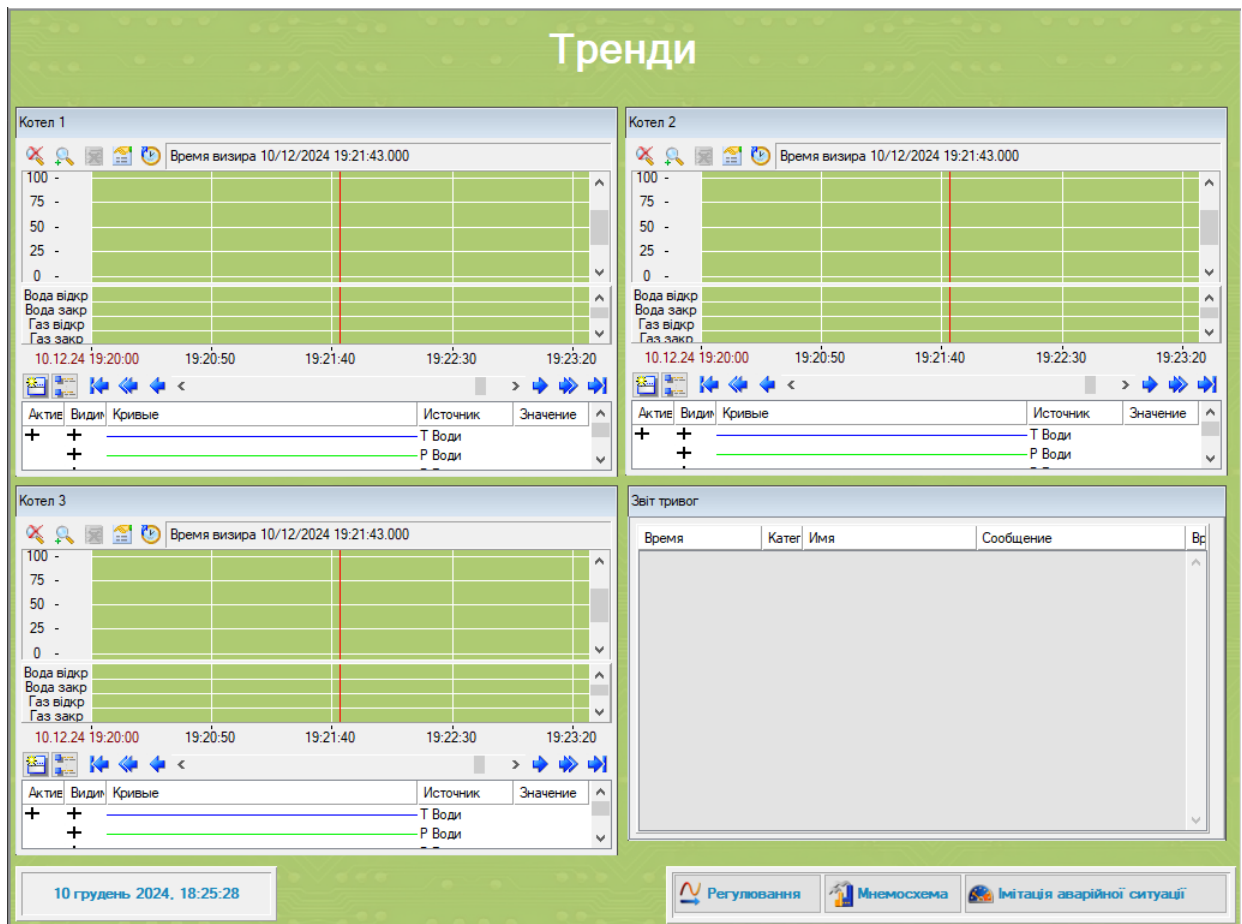 Тренди
Котел 1
Время визира 10/12/2024 19:21:43.000
100 -
75 -
50 -
25 -
0 -
Вода відкр
Вода закр
Газ відкр
Газ закр
10.12.24 19:20:00 19:20:50 19:21:40 19:22:30 19:23:20
Актив Видим Кривые Источник Значение
Т Води
Р Води
Котел 2
Время визира 10/12/2024 19:21:43.000
100 -
75 -
50 -
25 -
0 -
Вода відкр
Вода закр
Газ відкр
Газ закр
10.12.24 19:20:00 19:20:50 19:21:40 19:22:30 19:23:20
Актив Видим Кривые Источник Значение
Т Води
Р Води
Котел 3
Время визира 10/12/2024 19:21:43.000
100 -
75 -
50 -
25 -
0 -
Вода відкр
Вода закр
Газ відкр
Газ закр
10.12.24 19:20:00 19:20:50 19:21:40 19:22:30 19:23:20
Актив Видим Кривые Источник Значение
Т Води
Р Води
Звіт тривог
Время Катег Имя Сообщение Вр
10 грудень 2024, 18:25:28
Регулювання Мнемосхема Імітація аварійної ситуації